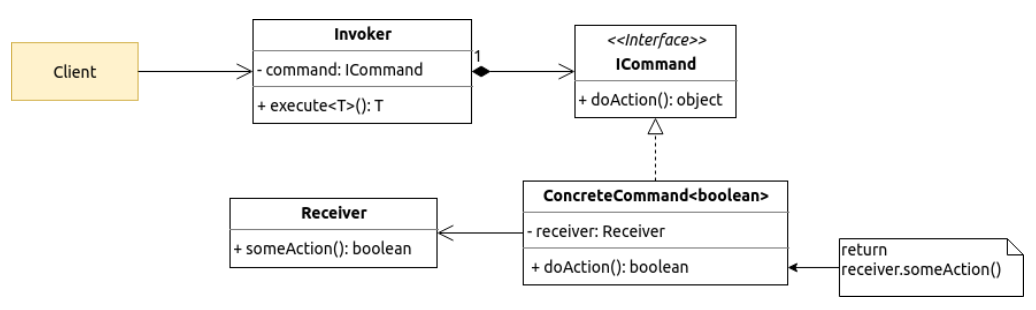 Client
Invoker
- command: ICommand
+ execute<T>(): T
1
<<Interface>>
ICommand
+ doAction(): object
Receiver
+ someAction(): boolean
ConcreteCommand<boolean>
- receiver: Receiver
+ doAction(): boolean
return
receiver.someAction()